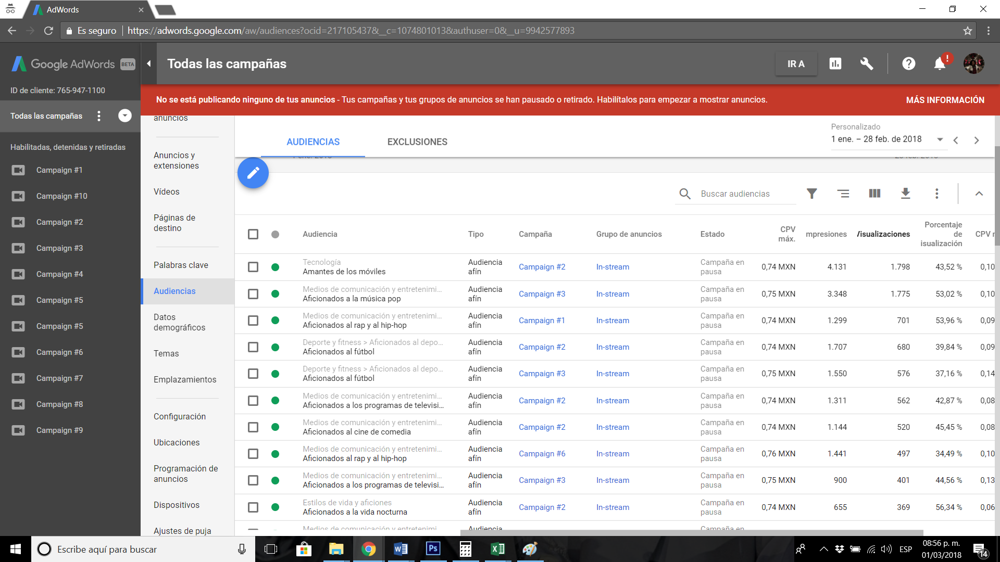 AdWords
Es seguro
https://adwords.google.com/aw/audiences?ocid=217105437&__c=1074801013&authuser=0&__u=9942577893
Google AdWords BETA
Todas las campañas
IR A
!
ID de cliente: 765-947-1100
No se está publicando ninguno de tus anuncios - Tus campañas y tus grupos de anuncios se han pausado o retirado. Habilítalos para empezar a mostrar anuncios.
MÁS INFORMACIÓN
Todas las campañas
Habilitadas, detenidas y retiradas
Campaign #1
Campaign #10
Campaign #2
Campaign #3
Campaign #4
Campaign #5
Campaign #5
Campaign #6
Campaign #7
Campaign #8
Campaign #9
anuncios
Anuncios y
extensiones
Vídeos
Páginas de
destino
Palabras clave
Audiencias
Datos
demográficos
Temas
Emplazamientos
Configuración
Ubicaciones
Programación de
anuncios
Dispositivos
Ajustes de puja
AUDIENCIAS
EXCLUSIONES
Personalizado
1 ene. – 28 feb. de 2018
Buscar audiencias
Audiencia Tipo Campaña Grupo de anuncios Estado CPV máx. mpresiones /isualizaciones Porcentaje de isualización CPV
Tecnología
Amantes de los móviles Audiencia afín Campaign #2 In-stream Campaña en pausa 0,74 MXN 4.131 1.798 43,52 % 0,10
Medios de comunicación y entretenimi...
Aficionados a la música pop Audiencia afín Campaign #3 In-stream Campaña en pausa 0,75 MXN 3.348 1.775 53,02 % 0,10
Medios de comunicación y entretenimi...
Aficionados al rap y al hip-hop Audiencia afín Campaign #1 In-stream Campaña en pausa 0,74 MXN 1.299 701 53,96 % 0,09
Deporte y fitness > Aficionados al depo...
Aficionados al fútbol Audiencia afín Campaign #2 In-stream Campaña en pausa 0,74 MXN 1.707 680 39,84 % 0,09
Deporte y fitness > Aficionados al depo...
Aficionados al fútbol Audiencia afín Campaign #3 In-stream Campaña en pausa 0,75 MXN 1.550 576 37,16 % 0,14
Medios de comunicación y entretenimi...
Aficionados a los programas de televisi... Audiencia afín Campaign #2 In-stream Campaña en pausa 0,74 MXN 1.311 562 42,87 % 0,08
Medios de comunicación y entretenimi...
Aficionados al cine de comedia Audiencia afín Campaign #2 In-stream Campaña en pausa 0,74 MXN 1.144 520 45,45 % 0,08
Medios de comunicación y entretenimi...
Aficionados al rap y al hip-hop Audiencia afín Campaign #6 In-stream Campaña en pausa 0,76 MXN 1.441 497 34,49 % 0,10
Medios de comunicación y entretenimi...
Aficionados a los programas de televisi... Audiencia afín Campaign #3 In-stream Campaña en pausa 0,75 MXN 900 401 44,56 % 0,13
Estilos de vida y aficiones
Aficionados a la vida nocturna Audiencia afín Campaign #2 In-stream Campaña en pausa 0,74 MXN 655 369 56,34 % 0,06
Medios de comunicación y entretenimi... Audiencia Campaña en
Escribe aquí para buscar
W
Ps
X
ESP
08:56 p. m.
01/03/2018
14